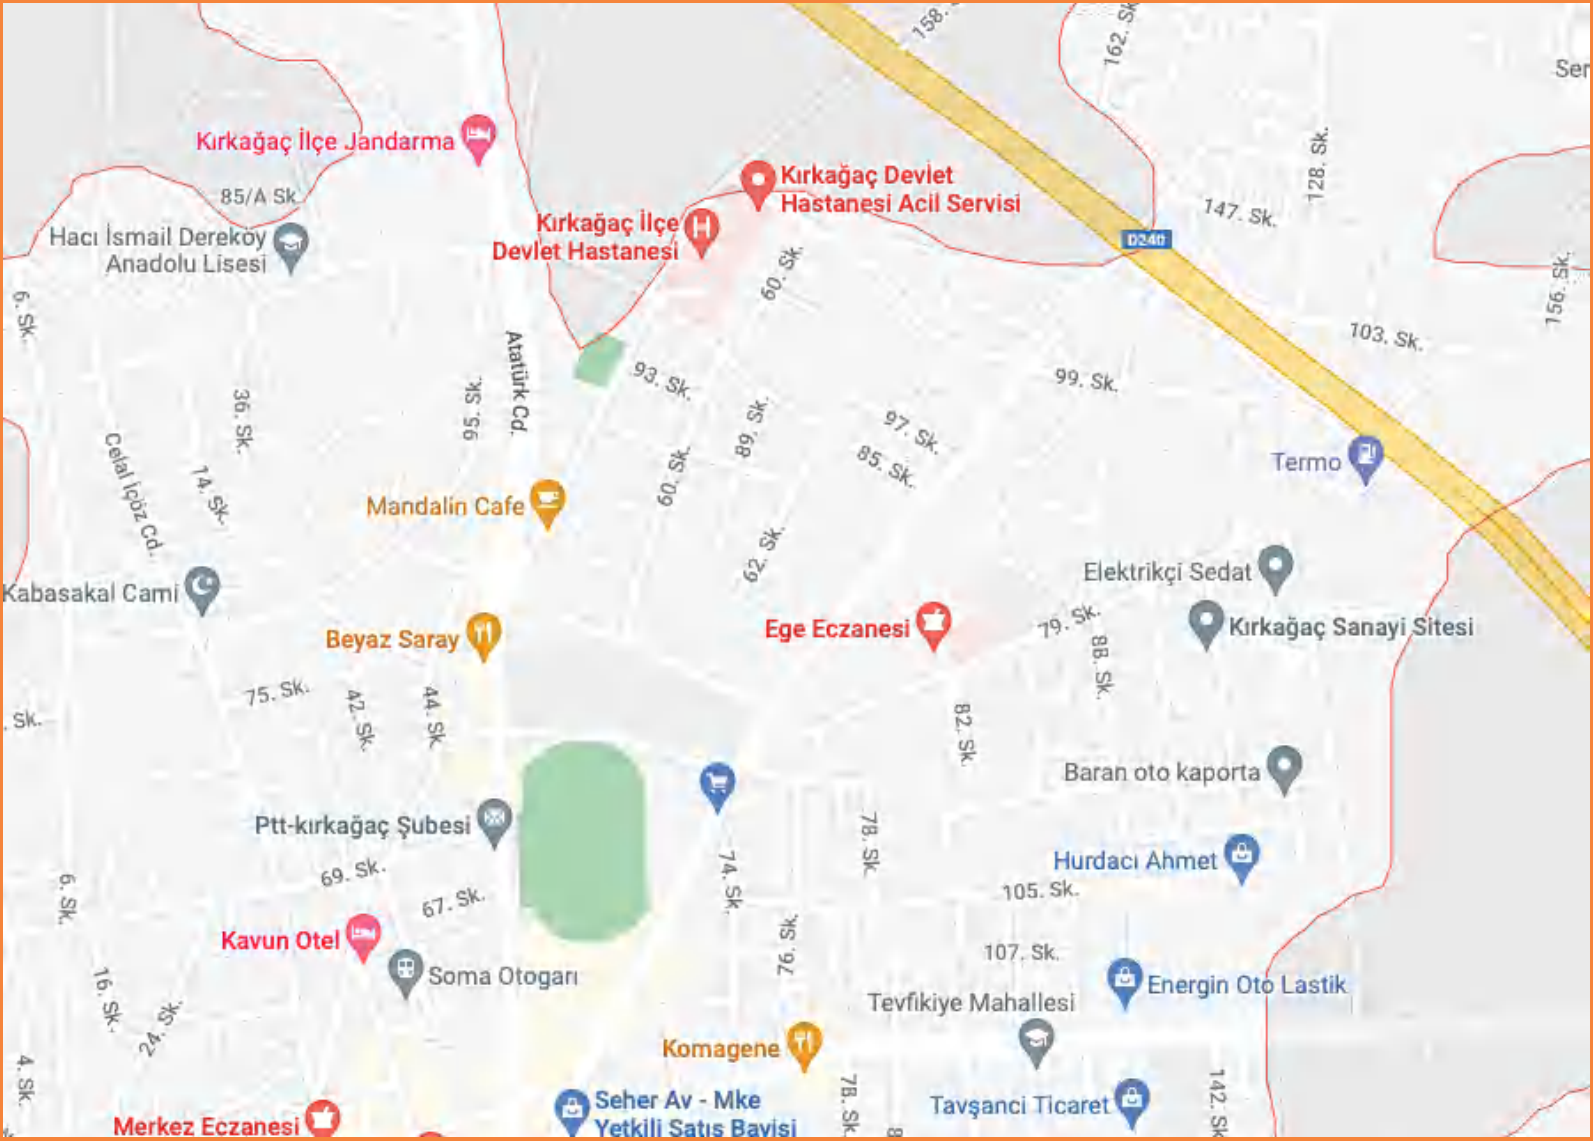 158.
162. Sk
Ser
Kırkağaç İlçe Jandarma
128. Sk.
85/A Sk.
Kırkağaç Devlet
Hastanesi Acil Servisi
147. Sk.
Kırkağaç İlçe
Devlet Hastanesi
Hacı İsmail Dereköy
Anadolu Lisesi
D240
60. Sk.
156. Sk.
6. Sk.
103. Sk.
Atatürk Cd.
93. Sk.
99. Sk.
95. Sk.
36. Sk.
89. Sk.
97. Sk.
85. Sk.
Celal İçöz Cd.
14. Sk.
60. Sk.
Termo
Mandalin Cafe
62. Sk.
Elektrikçi Sedat
Kabasakal Cami
Ege Eczanesi
79. Sk.
Kırkağaç Sanayi Sitesi
Beyaz Saray
8B. Sk.
75. Sk.
42. Sk.
44. Sk.
. Sk.
82. Sk.
Baran oto kaporta
Ptt-kırkağaç Şubesi
78. Sk.
Hurdacı Ahmet
69. Sk.
74. Sk.
105. Sk.
67. Sk.
6. Sk.
Kavun Otel
76. Sk.
107. Sk.
Soma Otogarı
Energin Oto Lastik
16. Sk.
Tevfikiye Mahallesi
24. Sk.
Komagene
4. Sk.
7B. Sk.
142. Sk
Seher Av - Mke
Yetkili Satış Bayisi
Tavşanci Ticaret
Merkez Eczanesi
8